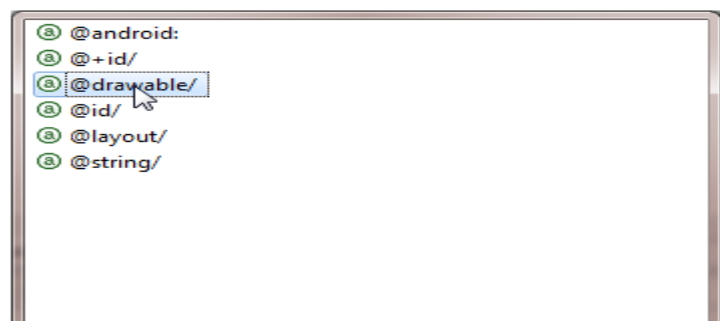 @android:
@+id/
@drawable/
@id/
@layout/
@string/